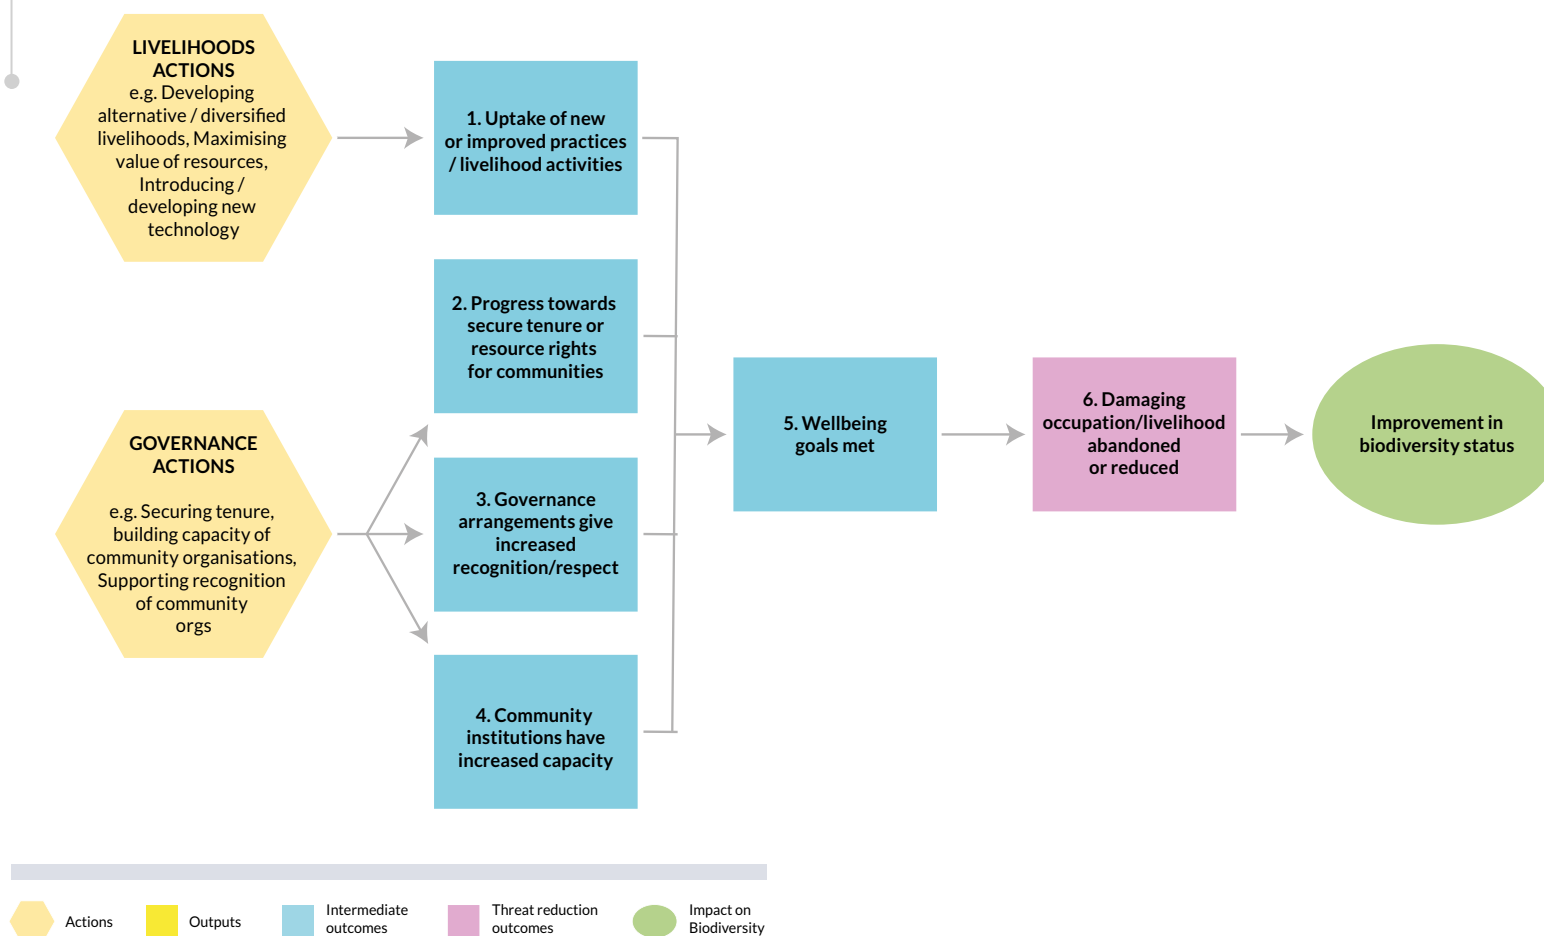 LIVELIHOODS
ACTIONS
e.g. Developing
alternative / diversified
livelihoods, Maximising
value of resources,
Introducing /
developing new
technology
1. Uptake of new
or improved practices
/ livelihood activities
2. Progress towards
secure tenure or
resource rights
for communities
GOVERNANCE
ACTIONS
e.g. Securing tenure,
building capacity of
community organisations,
Supporting recognition
of community
orgs
3. Governance
arrangements give
increased
recognition/respect
4. Community
institutions have
increased capacity
5. Wellbeing
goals met
6. Damaging
occupation/livelihood
abandoned
or reduced
Improvement in
biodiversity status
Actions
Outputs
Intermediate
outcomes
Threat reduction
outcomes
Impact on
Biodiversity